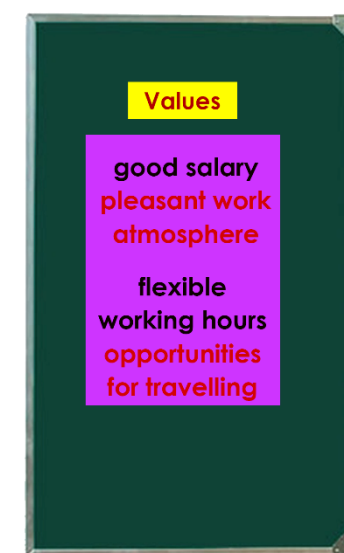 Values
good salary
pleasant work
atmosphere
flexible
working hours
opportunities
for travelling